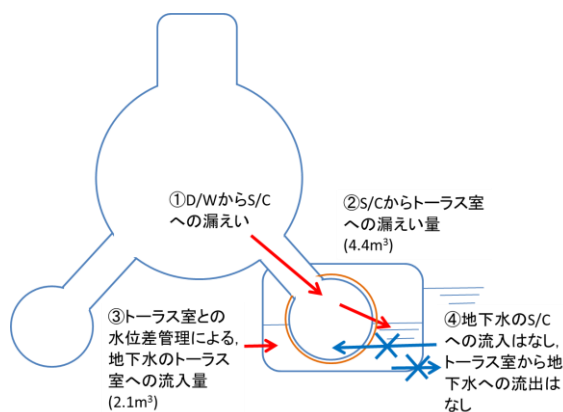 ①D/WからS/C
への漏えい
②S/Cからトーラス室
への漏えい量
(4.4m³)
③トーラス室との
水位差管理による,
地下水のトーラス
室への流入量
(2.1m³)
④地下水のS/C
への流入はなし,
トーラス室から地
下水への流出は
なし